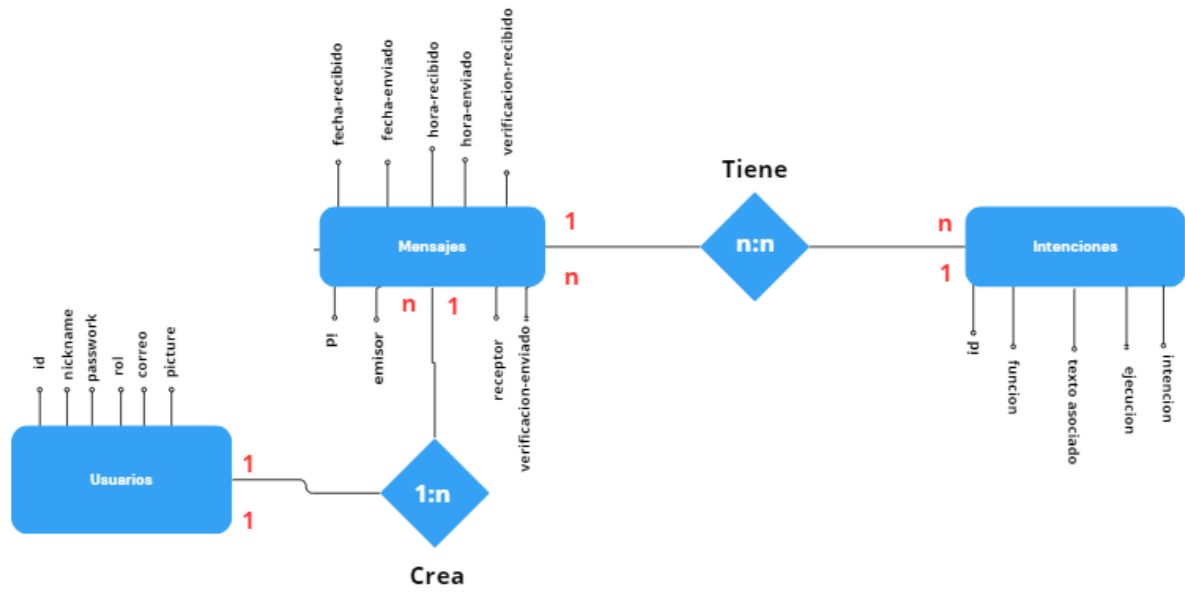 fecha-recibido
fecha-enviado
hora-recibido
hora-enviado
verificacion-recibido
Tiene
Mensajes
1
n
n:n
n
1
Intenciones
n
1
id
emisor
receptor
verificacion-enviado
id
funcion
texto asociado
ejecucion
intencion
id
nickname
passwork
rol
correo
picture
Usuarios
1
1
1:n
Crea